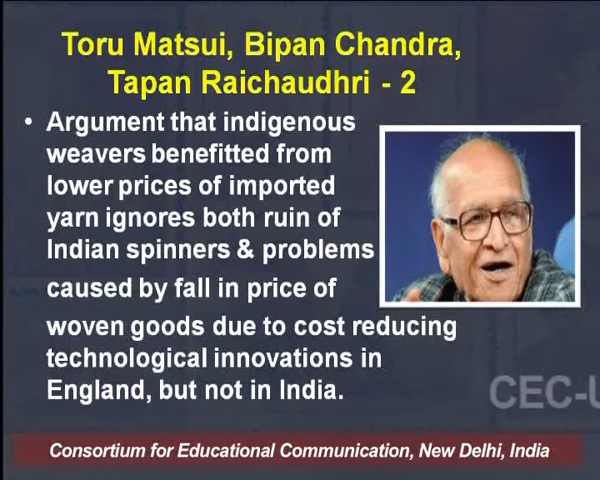 Toru Matsui, Bipan Chandra,
Tapan Raichaudhri - 2
• Argument that indigenous
weavers benefitted from
lower prices of imported
yarn ignores both ruin of
Indian spinners & problems
caused by fall in price of
woven goods due to cost reducing
technological innovations in
England, but not in India.
CEC-U
Consortium for Educational Communication, New Delhi, India